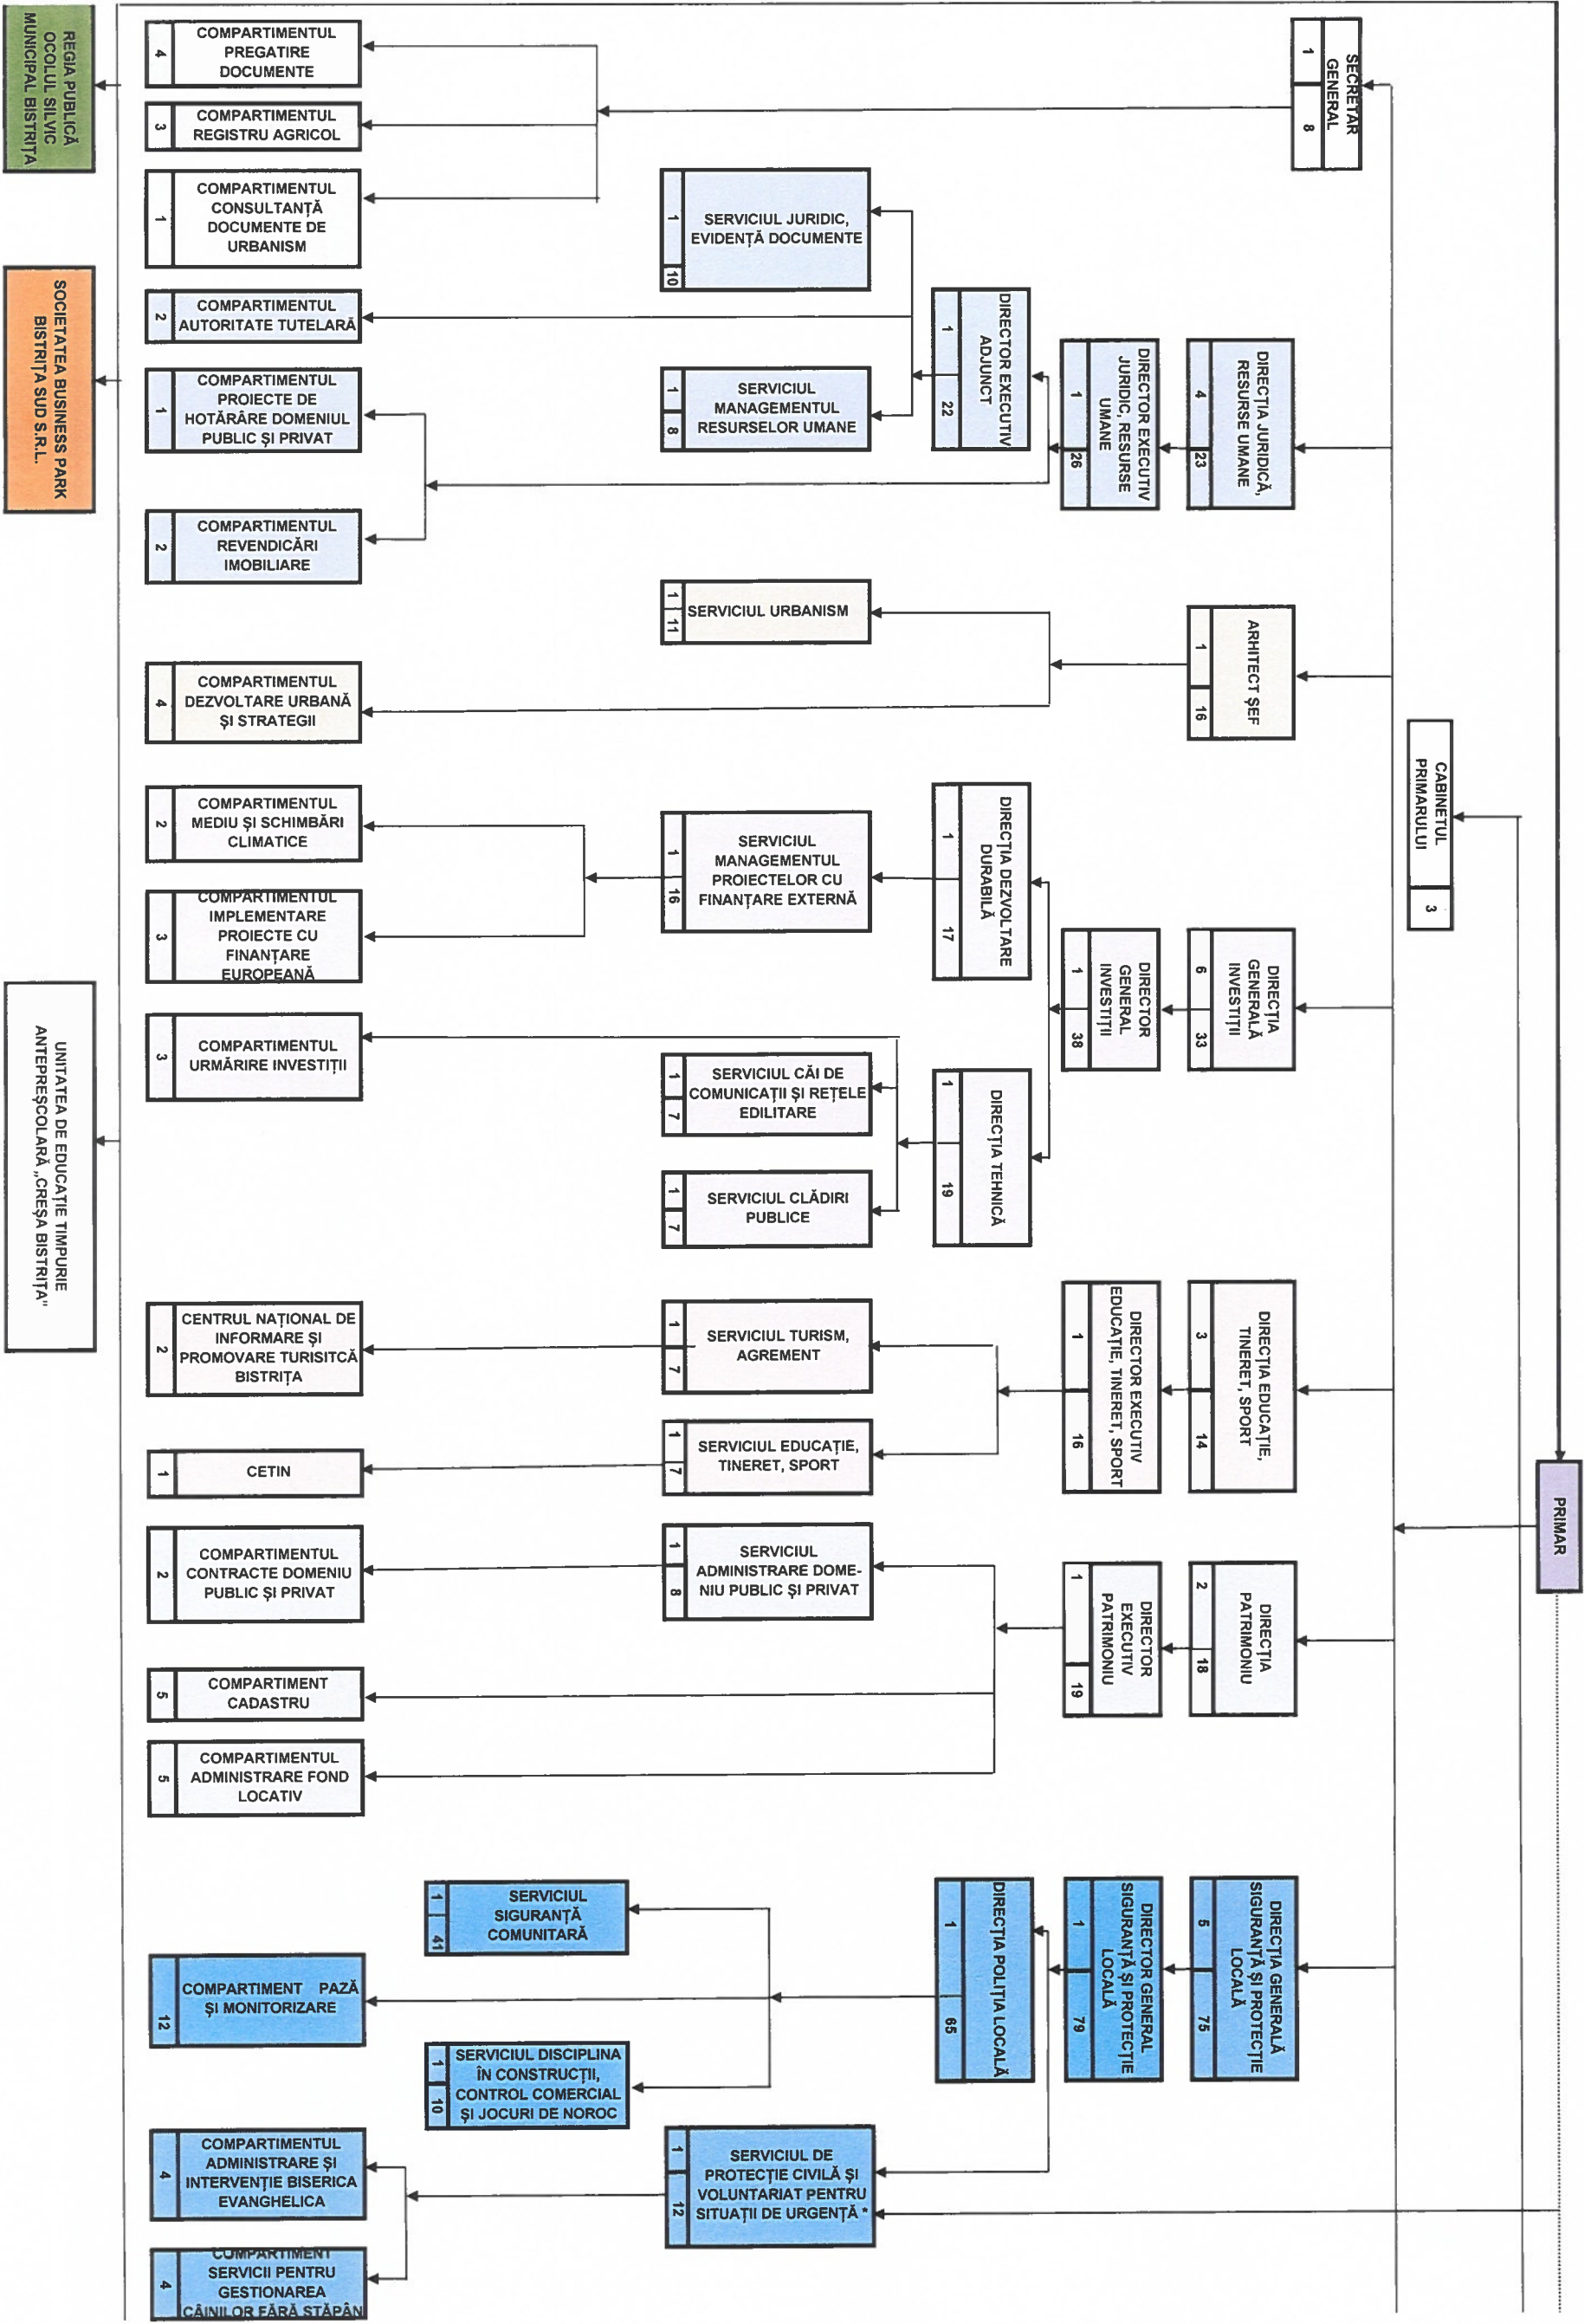 PRIMAR
CABINETUL
PRIMARULUI
3
SECRETAR
GENERAL
1
8
DIRECȚIA JURIDICĂ,
RESURSE UMANE
4
23
ARHITECT ȘEF
1
16
DIRECȚIA
GENERALĂ
INVESTIȚII
6
33
DIRECȚIA EDUCAȚIE,
TINERET, SPORT
3
14
DIRECȚIA
PATRIMONIU
2
18
DIRECȚIA GENERALĂ
SIGURANȚĂ ȘI PROTECȚIE
LOCALĂ
5
75
DIRECTOR EXECUTIV
JURIDIC, RESURSE
UMANE
1
26
DIRECTOR
GENERAL
INVESTIȚII
1
38
DIRECTOR EXECUTIV
EDUCAȚIE, TINERET, SPORT
1
16
DIRECTOR
EXECUTIV
PATRIMONIU
1
19
DIRECTOR GENERAL
SIGURANȚĂ ȘI PROTECȚIE
LOCALĂ
1
79
DIRECTOR EXECUTIV
ADJUNCT
1
22
DIRECȚIA DEZVOLTARE
DURABILĂ
1
17
DIRECȚIA TEHNICĂ
1
19
DIRECȚIA POLIȚIA LOCALĂ
1
65
SERVICIUL JURIDIC,
EVIDENȚĂ DOCUMENTE
1
10
SERVICIUL
MANAGEMENTUL
RESURSELOR UMANE
1
8
SERVICIUL URBANISM
1
11
SERVICIUL
MANAGEMENTUL
PROIECTELOR CU
FINANȚARE EXTERNĂ
1
16
SERVICIUL CĂI DE
COMUNICAȚII ȘI REȚELE
EDILITARE
1
7
SERVICIUL CLĂDIRI
PUBLICE
1
7
SERVICIUL TURISM,
AGREMENT
1
7
SERVICIUL EDUCAȚIE,
TINERET, SPORT
1
7
SERVICIUL
ADMINISTRARE DOME-
NIU PUBLIC ȘI PRIVAT
1
8
SERVICIUL DE
PROTECȚIE CIVILĂ ȘI
VOLUNTARIAT PENTRU
SITUAȚII DE URGENȚĂ *
1
12
SERVICIUL
SIGURANȚĂ
COMUNITARĂ
1
41
SERVICIUL DISCIPLINA
ÎN CONSTRUCȚII,
CONTROL COMERCIAL
ȘI JOCURI DE NOROC
1
10
COMPARTIMENTUL
PREGATIRE
DOCUMENTE
4
COMPARTIMENTUL
REGISTRU AGRICOL
3
COMPARTIMENTUL
CONSULTANȚĂ
DOCUMENTE DE
URBANISM
1
COMPARTIMENTUL
AUTORITATE TUTELARĂ
2
COMPARTIMENTUL
PROIECTE DE
HOTĂRÂRE DOMENIUL
PUBLIC ȘI PRIVAT
1
COMPARTIMENTUL
REVENDICĂRI
IMOBILIARE
2
COMPARTIMENTUL
DEZVOLTARE URBANĂ
ȘI STRATEGII
4
COMPARTIMENTUL
MEDIU ȘI SCHIMBĂRI
CLIMATICE
2
COMPARTIMENTUL
IMPLEMENTARE
PROIECTE CU
FINANȚARE
EUROPEANĂ
3
COMPARTIMENTUL
URMĂRIRE INVESTIȚII
3
CENTRUL NAȚIONAL DE
INFORMARE ȘI
PROMOVARE TURISITCĂ
BISTRIȚA
2
CETIN
1
COMPARTIMENTUL
CONTRACTE DOMENIU
PUBLIC ȘI PRIVAT
2
COMPARTIMENT
CADASTRU
5
COMPARTIMENTUL
ADMINISTRARE FOND
LOCATIV
5
COMPARTIMENT PAZĂ
ȘI MONITORIZARE
12
COMPARTIMENTUL
ADMINISTRARE ȘI
INTERVENȚIE BISERICA
EVANGHELICA
4
COMPARTIMENT
SERVICII PENTRU
GESTIONAREA
CÂINILOR FĂRĂ STĂPÂN
4
REGIA PUBLICĂ
OCOLUL SILVIC
MUNICIPAL BISTRIȚA
SOCIETATEA BUSINESS PARK
BISTRIȚA SUD S.R.L.
UNITATEA DE EDUCAȚIE TIMPURIE
ANTEPREȘCOLARĂ „CREȘA BISTRIȚA"